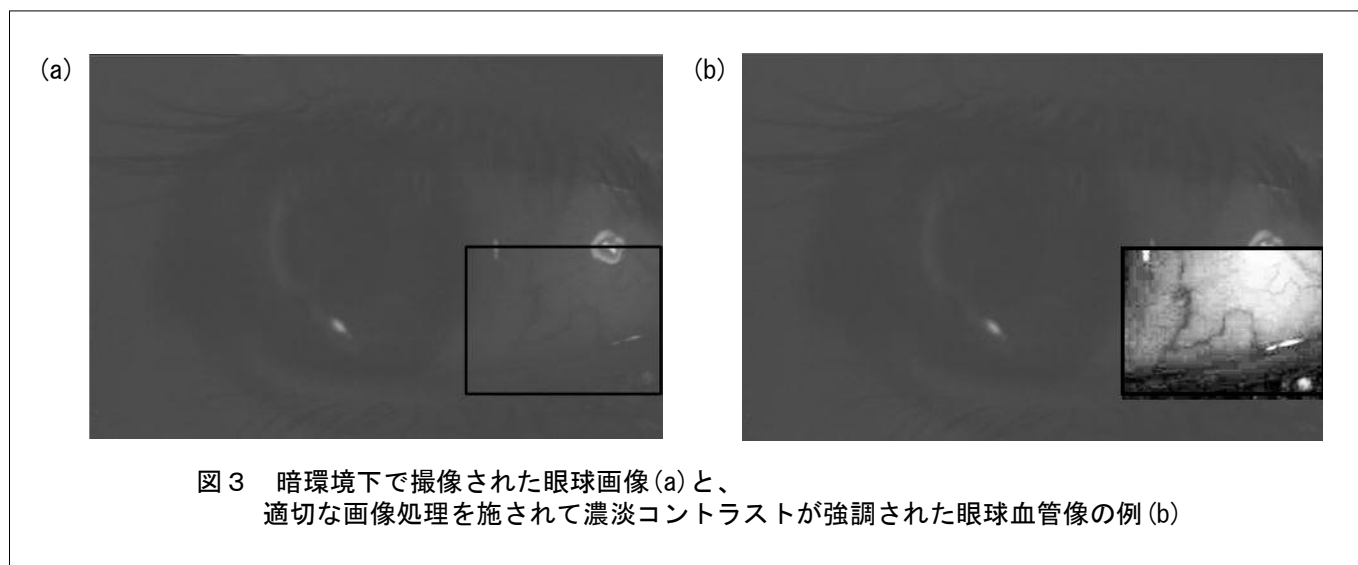 (a)
(b)
図３　暗環境下で撮像された眼球画像(a)と、
適切な画像処理を施されて濃淡コントラストが強調された眼球血管像の例(b)